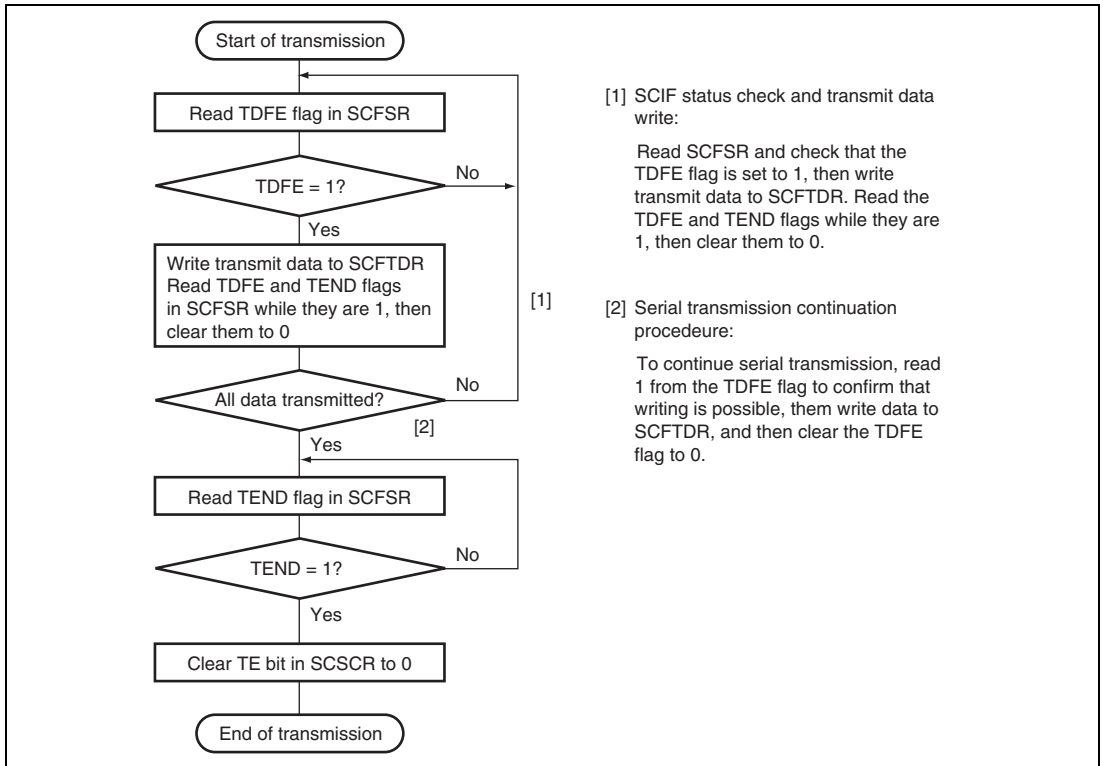 Start of transmission
Read TDFE flag in SCFSR
TDFE = 1?
No
Yes
Write transmit data to SCFTDR
Read TDFE and TEND flags
in SCFSR while they are 1, then
clear them to 0
[1]
All data transmitted?
No
[2]
Yes
Read TEND flag in SCFSR
TEND = 1?
No
Yes
Clear TE bit in SCSCR to 0
End of transmission
[1] SCIF status check and transmit data
write:
Read SCFSR and check that the
TDFE flag is set to 1, then write
transmit data to SCFTDR. Read the
TDFE and TEND flags while they are
1, then clear them to 0.
[2] Serial transmission continuation
procedeure:
To continue serial transmission, read
1 from the TDFE flag to confirm that
writing is possible, them write data to
SCFTDR, and then clear the TDFE
flag to 0.